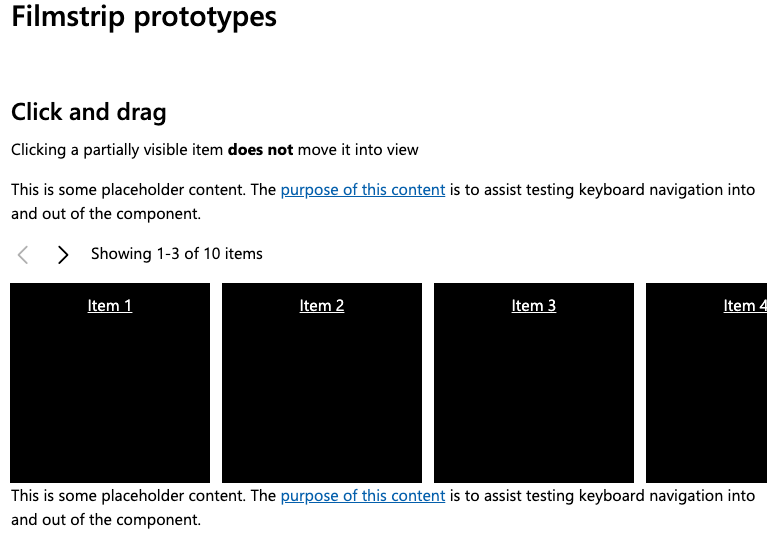 Filmstrip prototypes
Click and drag
Clicking a partially visible item does not move it into view
This is some placeholder content. The purpose of this content is to assist testing keyboard navigation into
and out of the component.
Showing 1-3 of 10 items
Item 1
Item 2
Item 3
Item 4
This is some placeholder content. The purpose of this content is to assist testing keyboard navigation into
and out of the component.